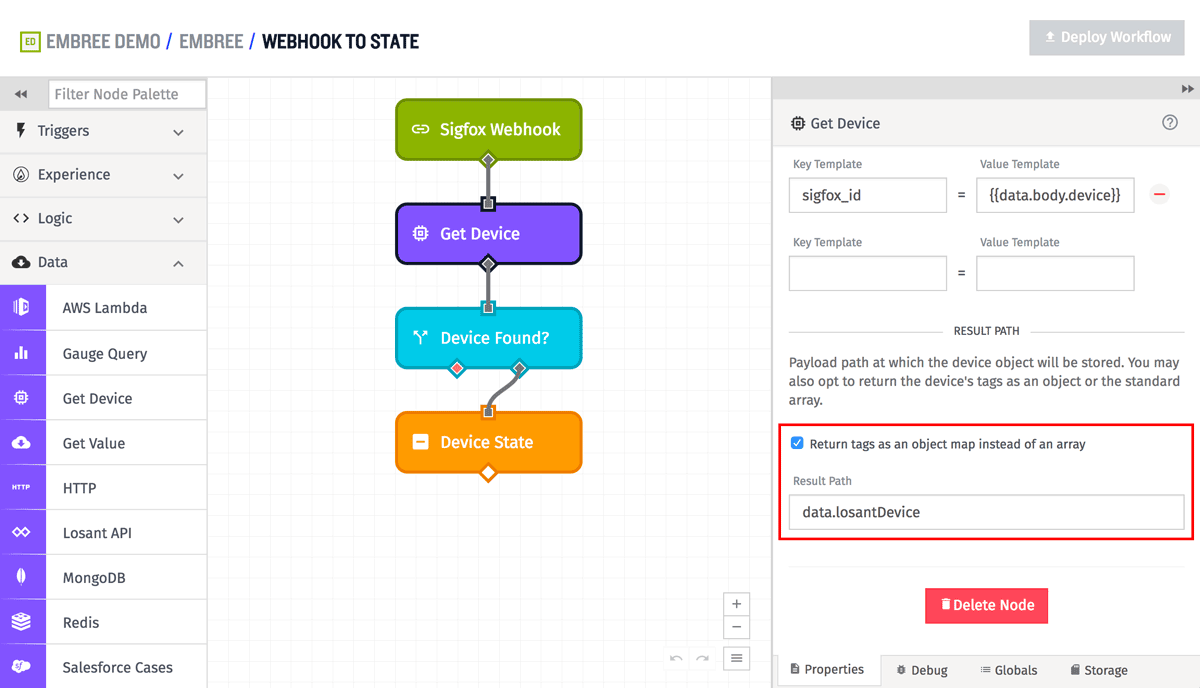 ED EMBREE DEMO / EMBREE / WEBHOOK TO STATE
Deploy Workflow
Filter Node Palette
Triggers
Experience
Logic
Data
AWS Lambda
Gauge Query
Get Device
Get Value
HTTP HTTP
Losant API
MongoDB
Redis
Salesforce Cases
Sigfox Webhook
Get Device
Device Found?
Device State
+
−
Get Device
?
Key Template Value Template
sigfox_id = {{data.body.device}}
Key Template Value Template
=
RESULT PATH
Payload path at which the device object will be stored. You may
also opt to return the device's tags as an object or the standard
array.
Return tags as an object map instead of an array
Result Path
data.losantDevice
Delete Node
Properties Debug Globals Storage